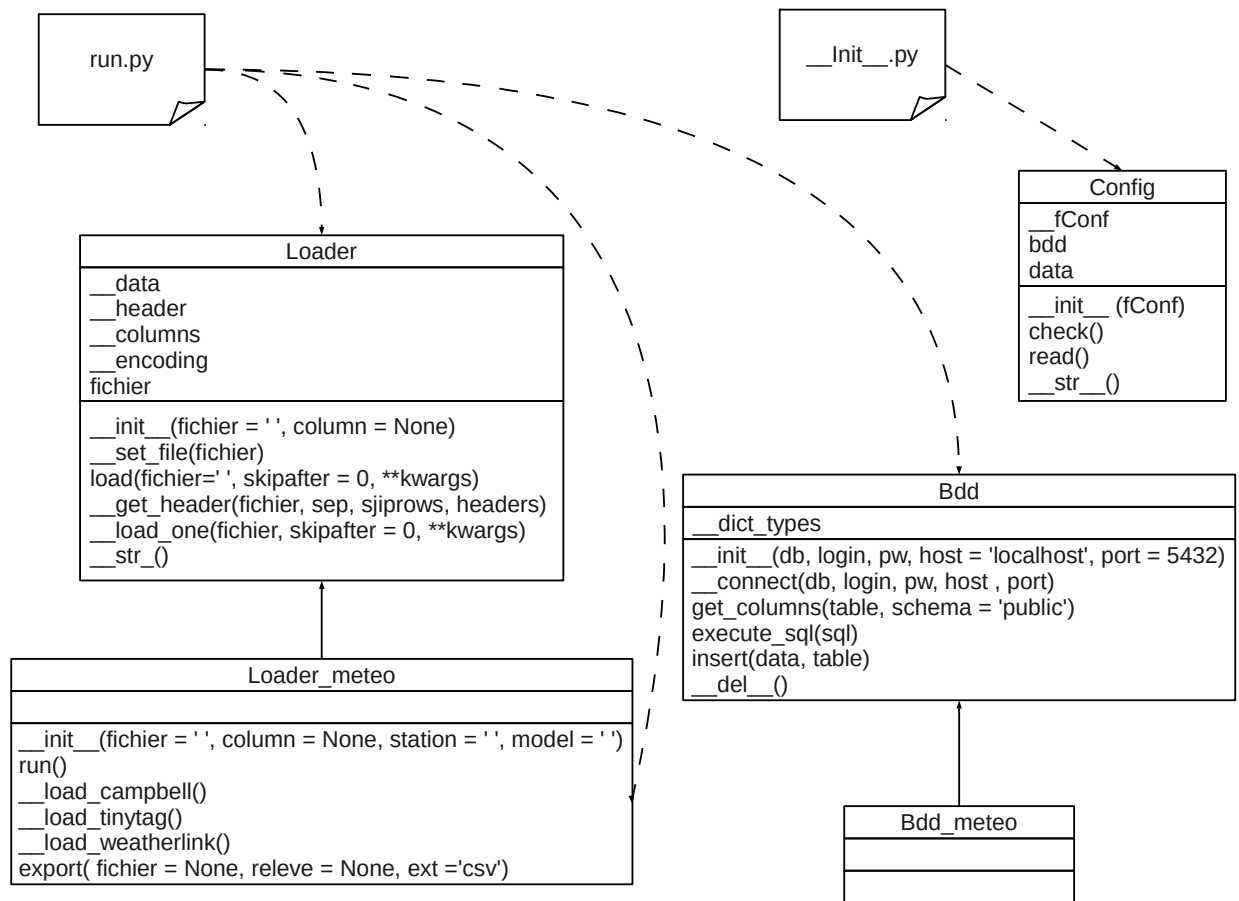 run.py
__Init__.py
Config
__fConf
bdd
data
__init__ (fConf)
check()
read()
__str__()
Loader
__data
__header
__columns
__encoding
fichier
__init__(fichier = ' ', column = None)
__set_file(fichier)
load(fichier=' ', skipafter = 0, **kwargs)
__get_header(fichier, sep, sjiprows, headers)
__load_one(fichier, skipafter = 0, **kwargs)
__str_()
Bdd
__dict_types
__init__(db, login, pw, host = 'localhost', port = 5432)
__connect(db, login, pw, host , port)
get_columns(table, schema = 'public')
execute_sql(sql)
insert(data, table)
__del__()
Loader_meteo
__init__(fichier = ' ', column = None, station = ' ', model = ' ')
run()
__load_campbell()
__load_tinytag()
__load_weatherlink()
export( fichier = None, releve = None, ext ='csv')
Bdd_meteo